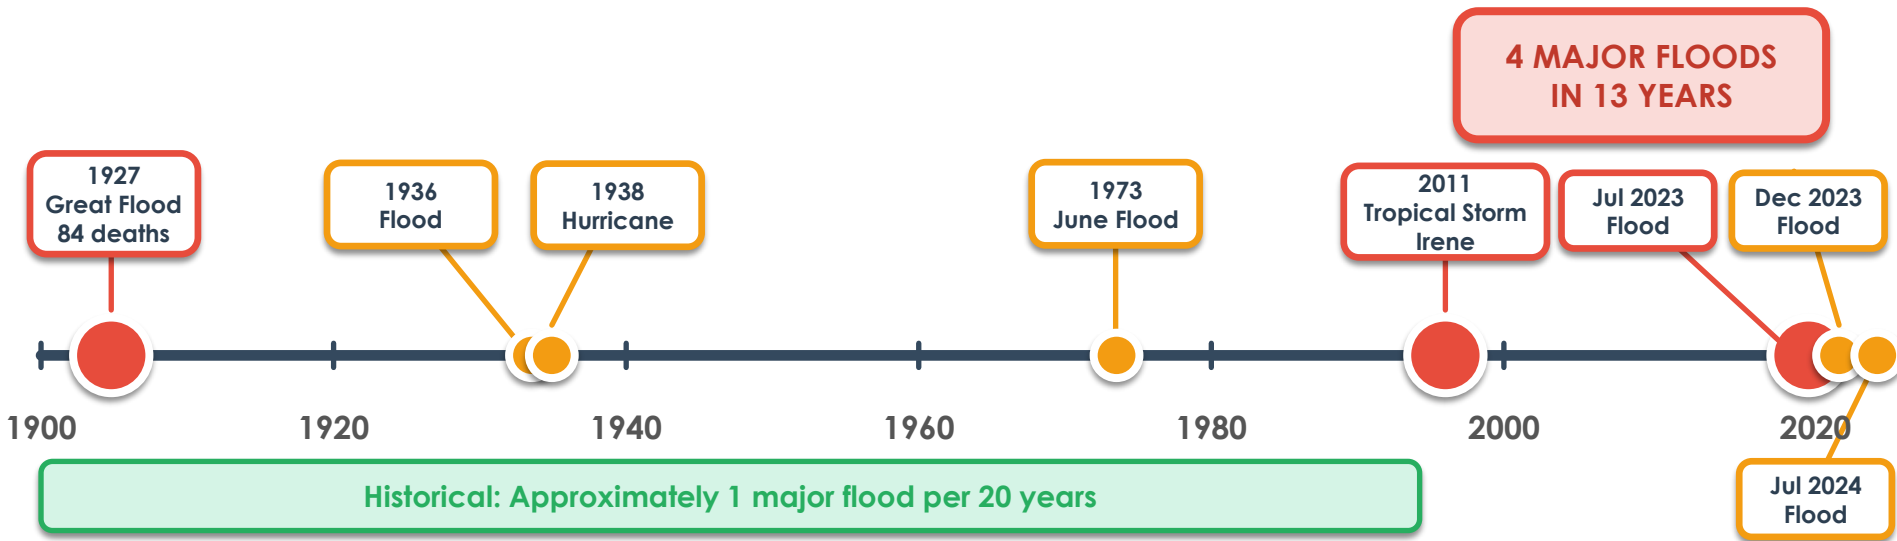 4 MAJOR FLOODS
IN 13 YEARS
1927
Great Flood
84 deaths
1936
Flood
1938
Hurricane
1973
June Flood
2011
Tropical Storm
Irene
Jul 2023
Flood
Dec 2023
Flood
1900
1920
1940
1960
1980
2000
2020
Historical: Approximately 1 major flood per 20 years
Jul 2024
Flood